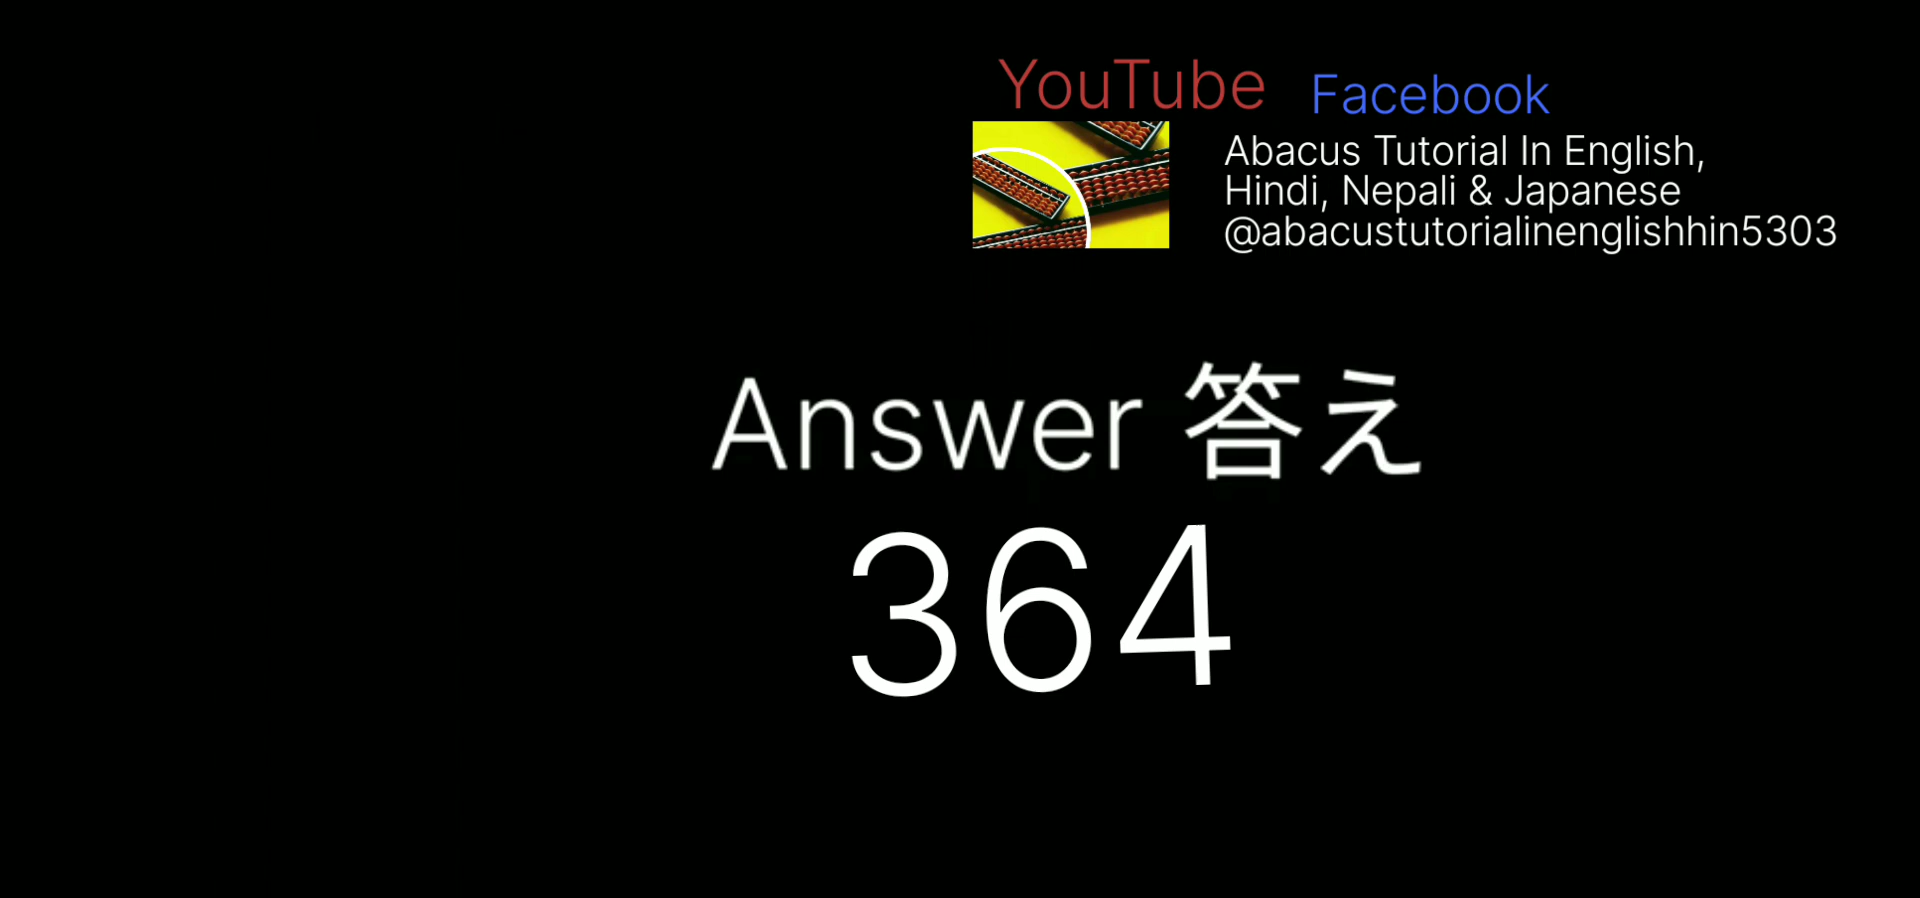 YouTube Facebook
Abacus Tutorial In English,
Hindi, Nepali & Japanese
@abacustutorialinenglishhin5303
Answer 答え
364